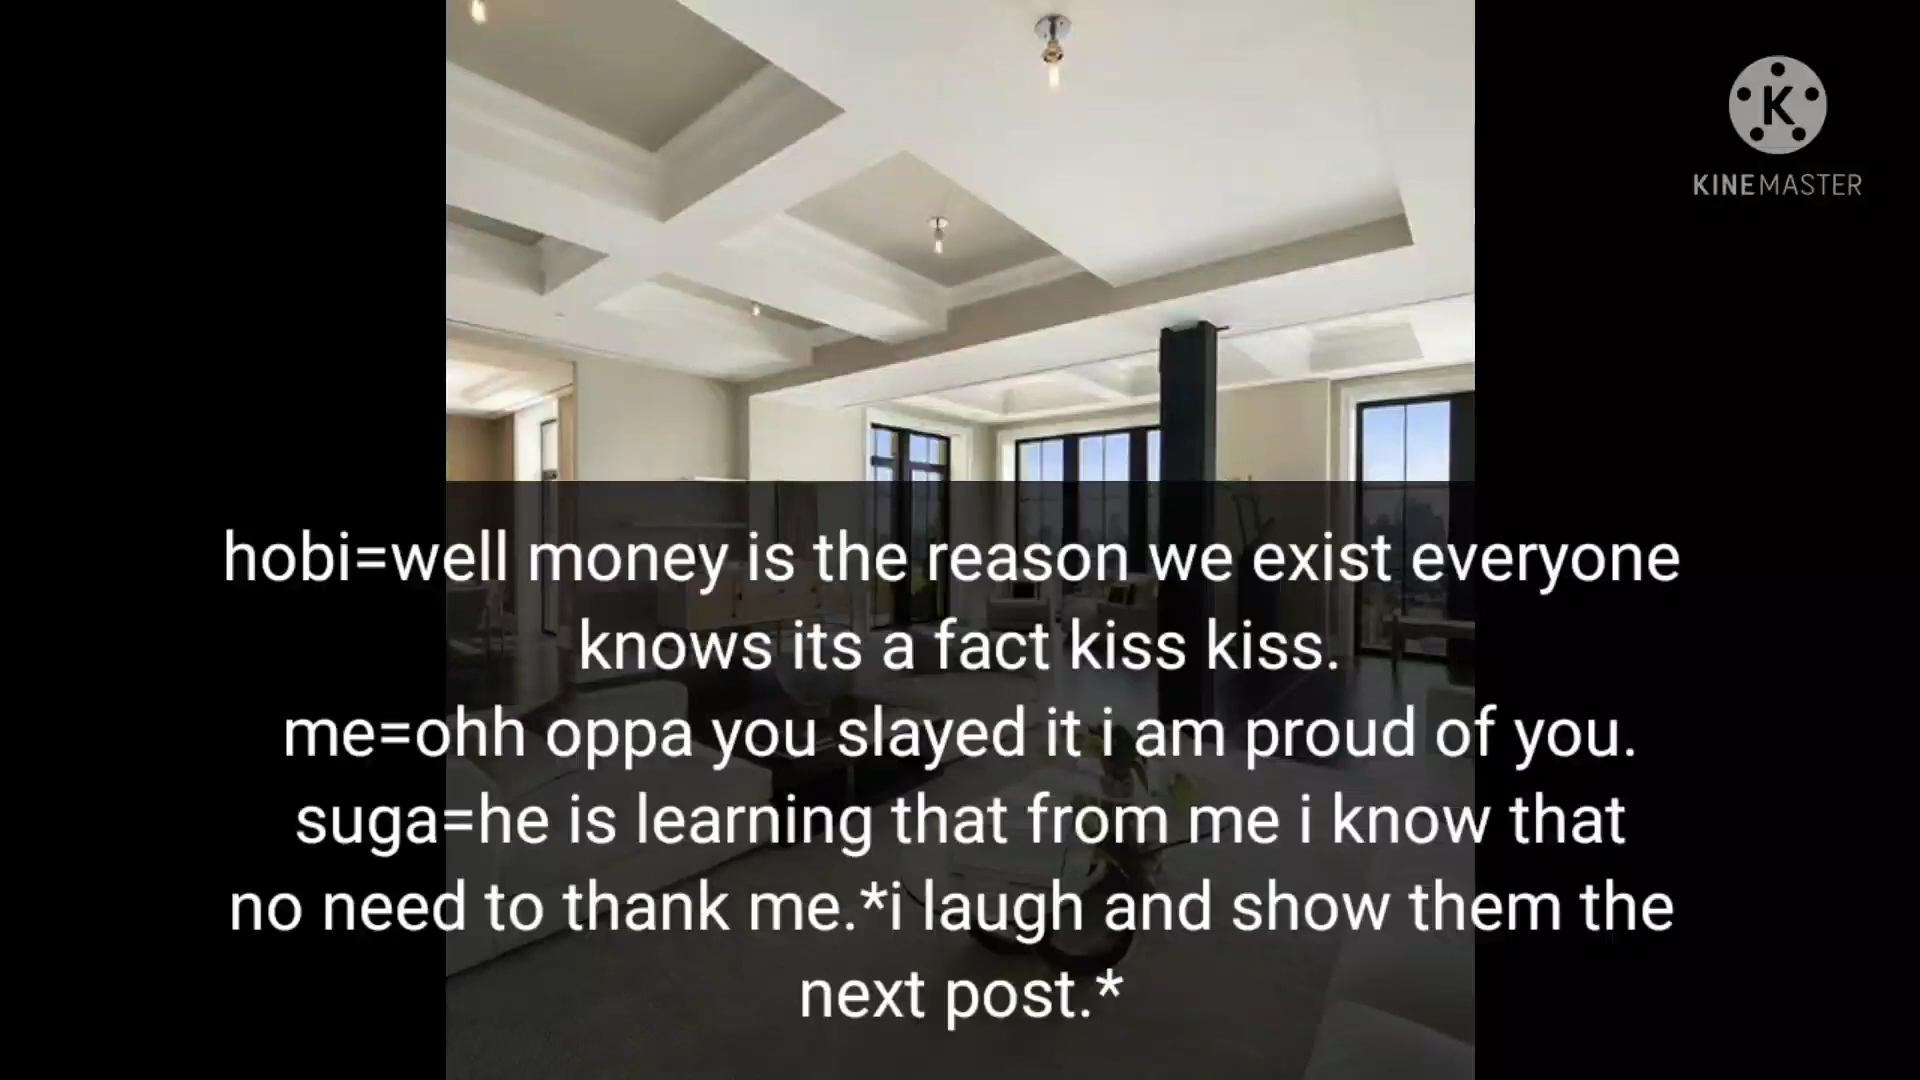 KINEMASTER
hobi=well money is the reason we exist everyone
knows its a fact kiss kiss.
me=ohh oppa you slayed it i am proud of you.
suga=he is learning that from me i know that
no need to thank me.*i laugh and show them the
next post.*